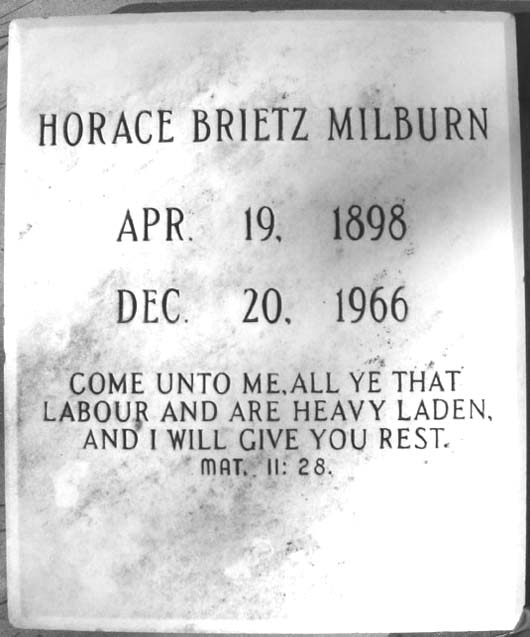 HORACE BRIETZ MILBURN
APR. 19, 1898
DEC. 20, 1966
COME UNTO ME, ALL YE THAT
LABOUR AND ARE HEAVY LADEN,
AND I WILL GIVE YOU REST.
MAT. 11: 28.